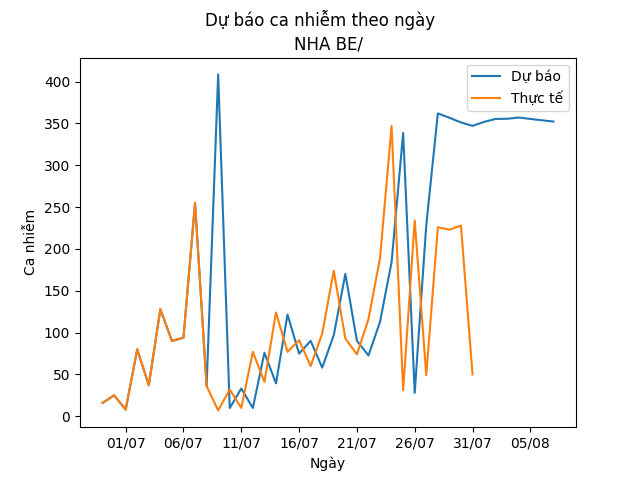 Dự báo ca nhiễm theo ngày
NHA BE/
Dự báo
Thực tế
Ca nhiễm
400
350
300
250
200
150
100
50
0
01/07 06/07 11/07 16/07 21/07 26/07 31/07 05/08
Ngày